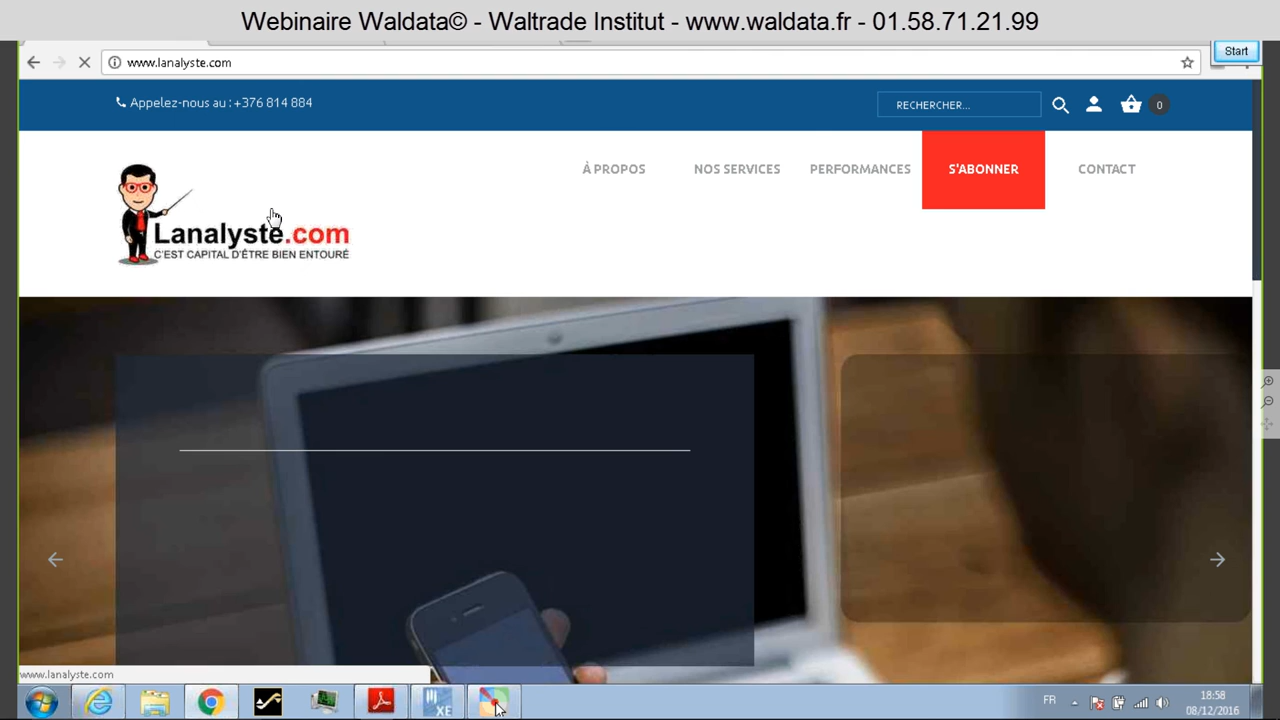 Webinaire Waldata© - Waltrade Institut - www.waldata.fr - 01.58.71.21.99
Start
www.lanalyste.com
Appelez-nous au : +376 814 884
RECHERCHER...
0
À PROPOS
NOS SERVICES
PERFORMANCES
S'ABONNER
CONTACT
Lanalyste.com
C'EST CAPITAL D'ÊTRE BIEN ENTOURÉ
www.lanalyste.com
XE
FR
18:58
08/12/2016